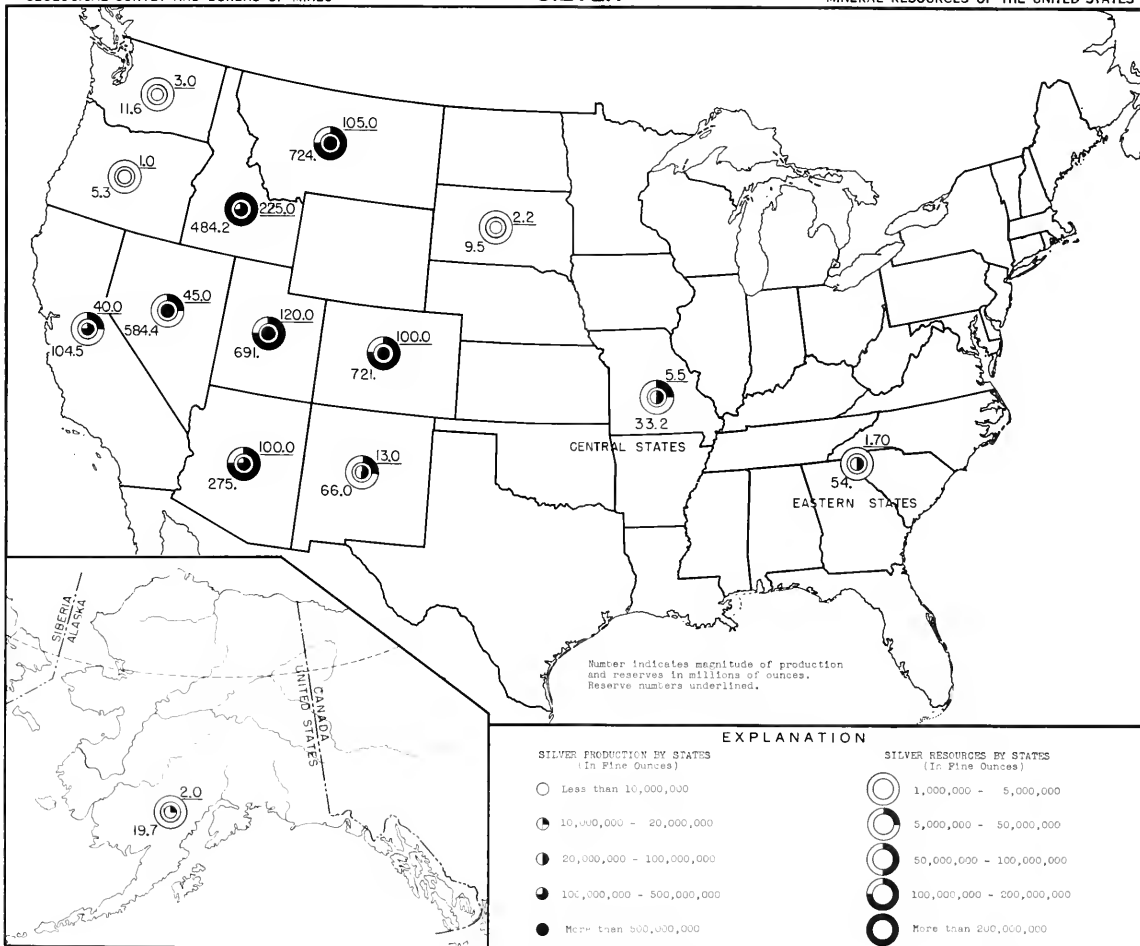 GEOLOGICAL SURVEY AND BUREAU OF MINES
SILVER
MINERAL RESOURCES OF THE UNITED STATES
3.0
11.6
105.0
724.
1.0
5.3
225.0
484.2
2.2
9.5
40.0
104.5
45.0
584.4
120.0
691.
100.0
721.
5.5
33.2
CENTRAL STATES
100.0
275.
13.0
66.0
1.70
54.
EASTERN STATES
SIBERIA
ALASKA
CANADA
UNITED STATES
2.0
19.7
Number indicates magnitude of production
and reserves in millions of ounces.
Reserve numbers underlined.
EXPLANATION
SILVER PRODUCTION BY STATES
(In Fine Ounces)
Less than 10,000,000
10,000,000 - 20,000,000
20,000,000 - 100,000,000
100,000,000 - 500,000,000
More than 500,000,000
SILVER RESOURCES BY STATES
(In Fine Ounces)
1,000,000 - 5,000,000
5,000,000 - 50,000,000
50,000,000 - 100,000,000
100,000,000 - 200,000,000
More than 200,000,000